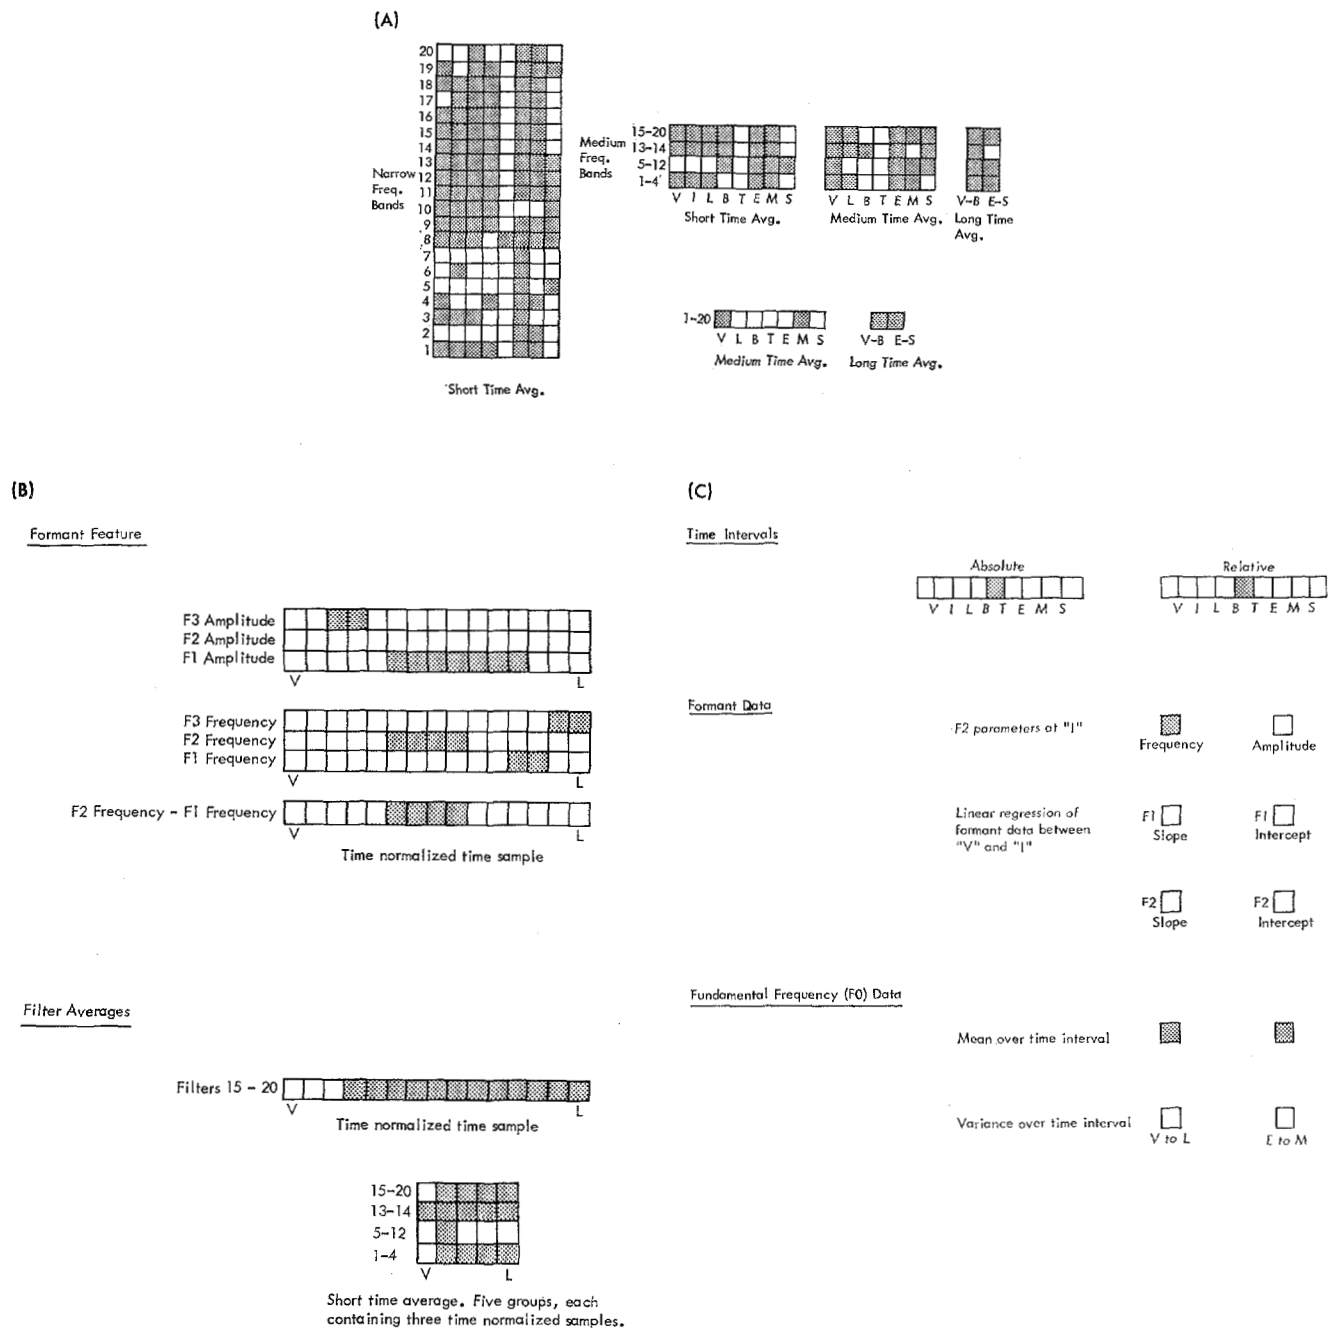 (A)
20
19
18
17
16
15
14
13
12
11
10
9
8
7
6
5
4
3
2
1
Narrow
Freq.
Bands
Short Time Avg.
Medium
Freq.
Bands
15-20
13-14
5-12
1-4
V I L B T E M S
Short Time Avg.
V L B T E M S
Medium Time Avg.
V-B E-S
Long Time
Avg.
1-20
V L B T E M S
Medium Time Avg.
V-B E-S
Long Time Avg.
(B)
Formant Feature
F3 Amplitude
F2 Amplitude
F1 Amplitude
V L
F3 Frequency
F2 Frequency
F1 Frequency
V L
F2 Frequency - F1 Frequency
V L
Time normalized time sample
Filter Averages
Filters 15 - 20
V L
Time normalized time sample
15-20
13-14
5-12
1-4
V L
Short time average. Five groups, each
containing three time normalized samples.
(C)
Time Intervals
Absolute
V I L B T E M S
Relative
V I L B T E M S
Formant Data
F2 parameters at "I"
Frequency
Amplitude
Linear regression of
formant data between
"V" and "I"
F1
Slope
F1
Intercept
F2
Slope
F2
Intercept
Fundamental Frequency (F0) Data
Mean over time interval
Variance over time interval
V to L
E to M